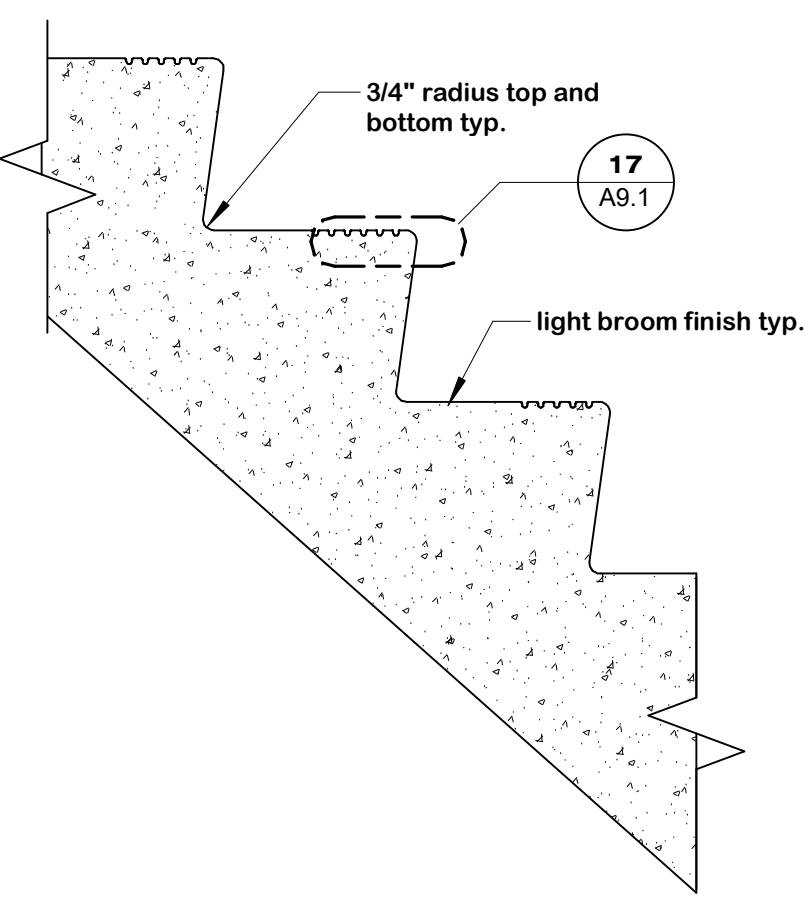 3/4" radius top and
bottom typ.
17
A9.1
light broom finish typ.